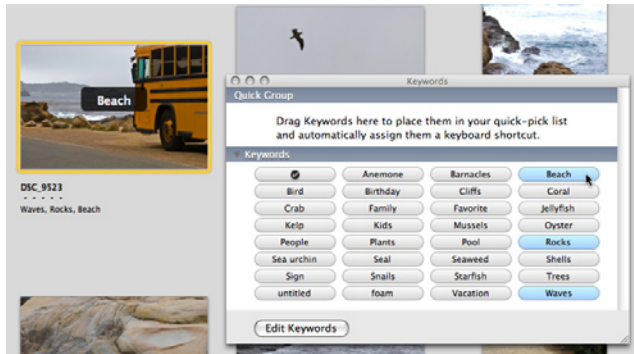 Beach
DSC_9523
Waves, Rocks, Beach
Keywords
Quick Group
Drag Keywords here to place them in your quick-pick list
and automatically assign them a keyboard shortcut.
Keywords
Anemone Barnacles Beach
Bird Birthday Cliffs Coral
Crab Family Favorite Jellyfish
Kelp Kids Mussels Oyster
People Plants Pool Rocks
Sea urchin Seal Seaweed Shells
Sign Snails Starfish Trees
untitled foam Vacation Waves
Edit Keywords